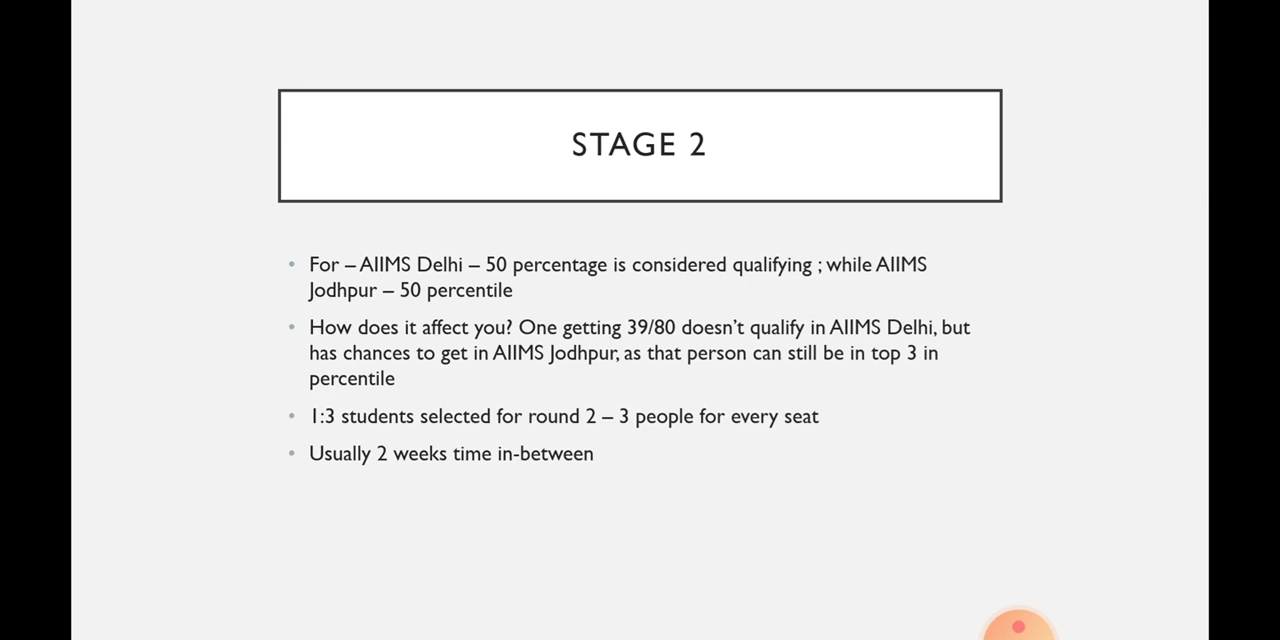 STAGE 2
• For – AIIMS Delhi – 50 percentage is considered qualifying ; while AIIMS
Jodhpur – 50 percentile
• How does it affect you? One getting 39/80 doesn’t qualify in AIIMS Delhi, but
has chances to get in AIIMS Jodhpur, as that person can still be in top 3 in
percentile
• 1:3 students selected for round 2 – 3 people for every seat
• Usually 2 weeks time in-between